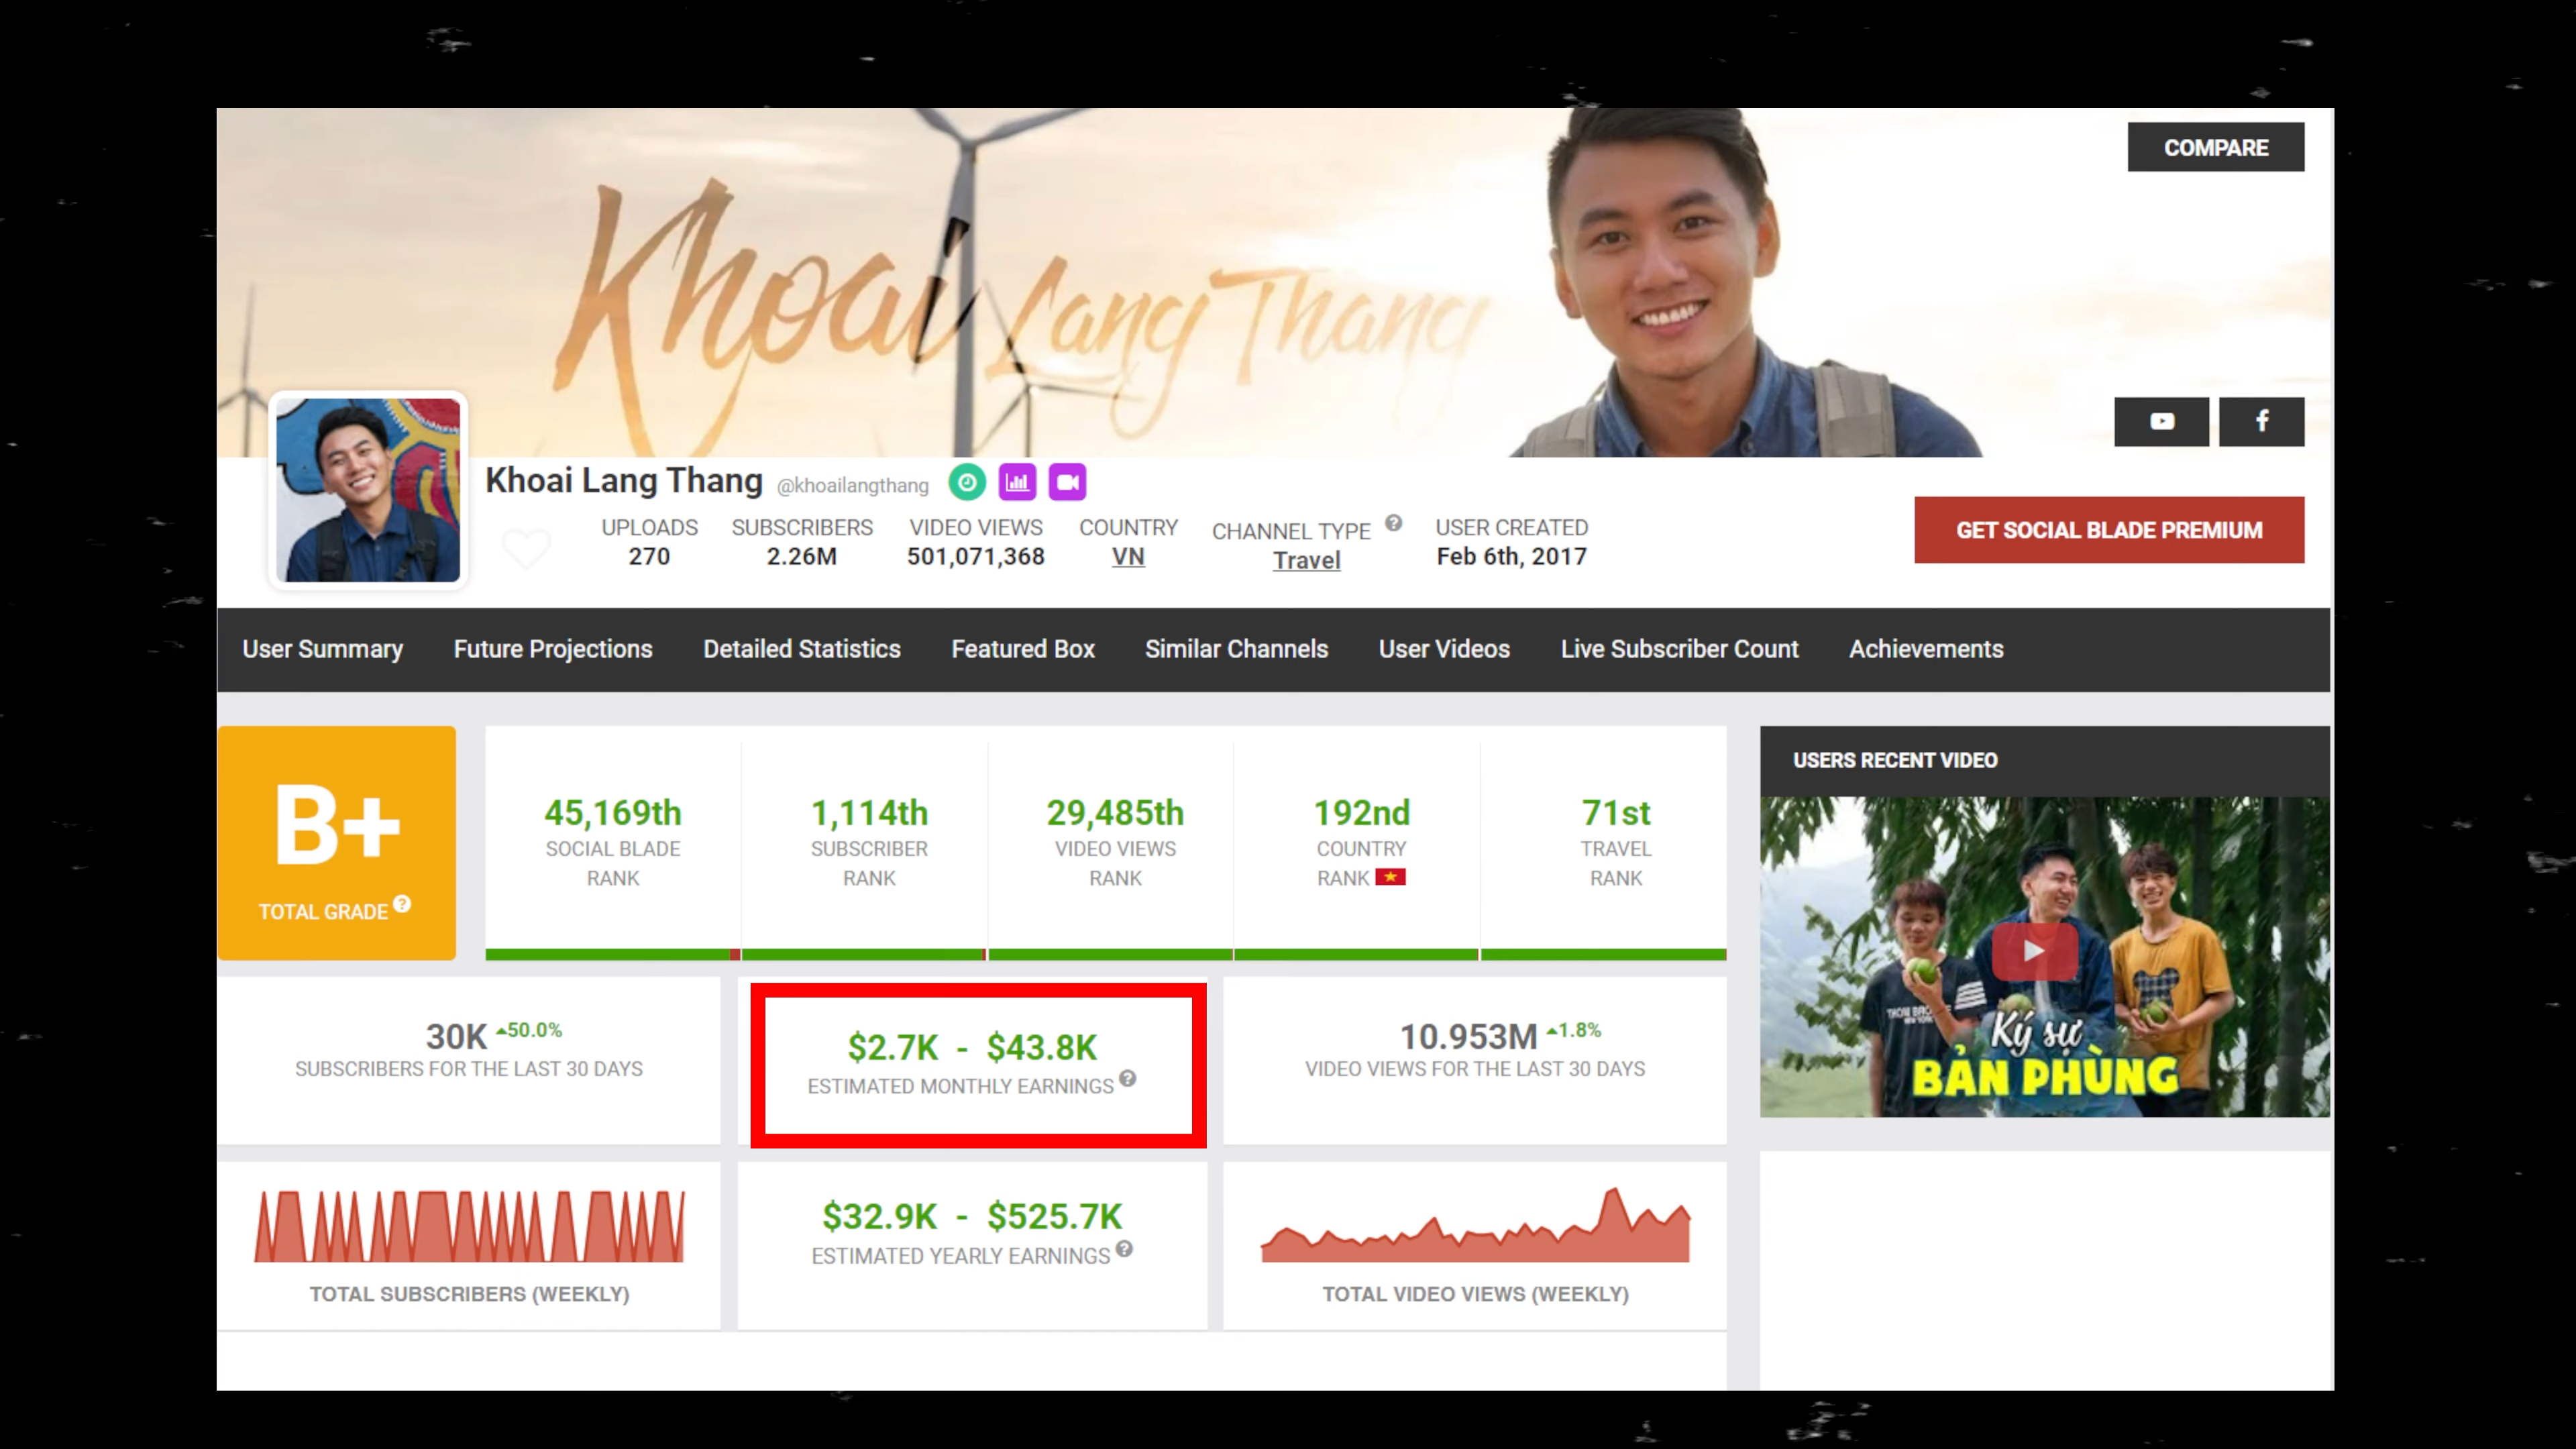 COMPARE
Khoai Lang Thang
Khoai Lang Thang @khoailangthang
UPLOADS SUBSCRIBERS VIDEO VIEWS COUNTRY CHANNEL TYPE USER CREATED
270 2.26M 501,071,368 VN Travel Feb 6th, 2017
GET SOCIAL BLADE PREMIUM
User Summary Future Projections Detailed Statistics Featured Box Similar Channels User Videos Live Subscriber Count Achievements
B+
TOTAL GRADE
45,169th
SOCIAL BLADE
RANK
1,114th
SUBSCRIBER
RANK
29,485th
VIDEO VIEWS
RANK
192nd
COUNTRY
RANK
71st
TRAVEL
RANK
USERS RECENT VIDEO
Ký sự
BẢN PHÙNG
30K 50.0%
SUBSCRIBERS FOR THE LAST 30 DAYS
$2.7K - $43.8K
ESTIMATED MONTHLY EARNINGS
10.953M 1.8%
VIDEO VIEWS FOR THE LAST 30 DAYS
TOTAL SUBSCRIBERS (WEEKLY)
$32.9K - $525.7K
ESTIMATED YEARLY EARNINGS
TOTAL VIDEO VIEWS (WEEKLY)